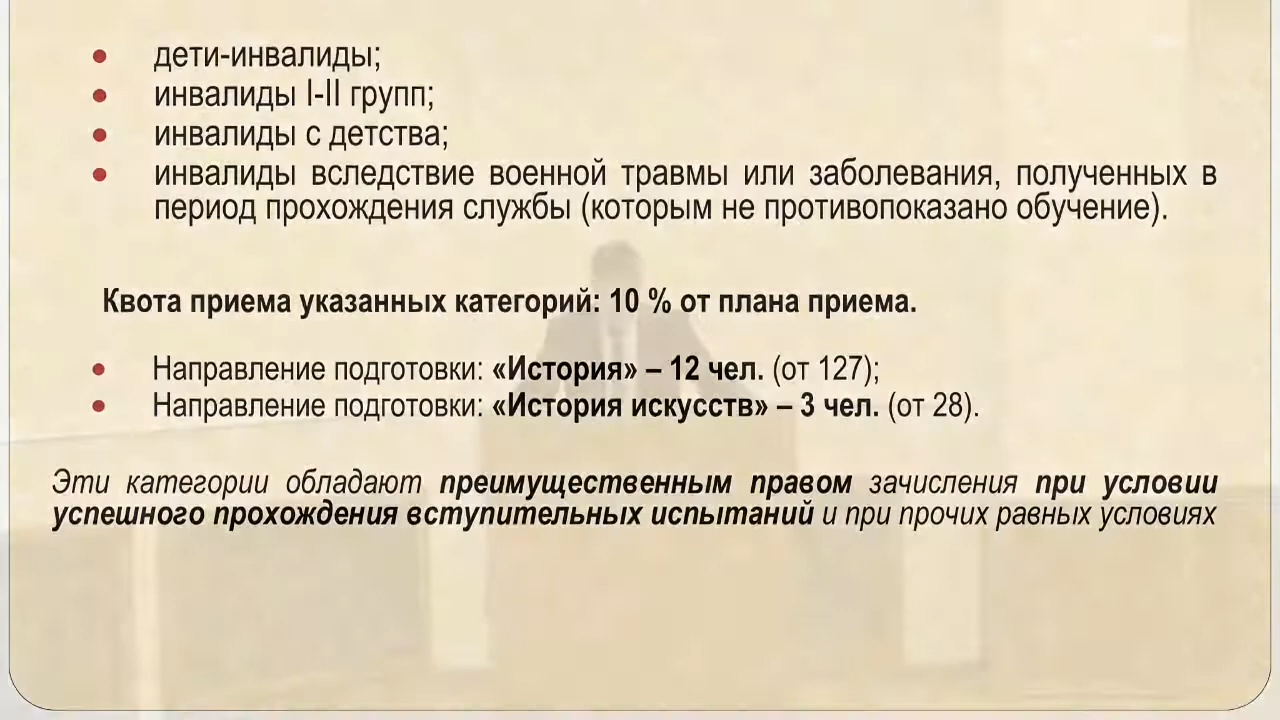 дети-инвалиды;
инвалиды I-II групп;
инвалиды с детства;
инвалиды вследствие военной травмы или заболевания, полученных в
период прохождения службы (которым не противопоказано обучение).
Квота приема указанных категорий: 10 % от плана приема.
Направление подготовки: «История» – 12 чел. (от 127);
Направление подготовки: «История искусств» – 3 чел. (от 28).
Эти категории обладают преимущественным правом зачисления при условии
успешного прохождения вступительных испытаний и при прочих равных условиях